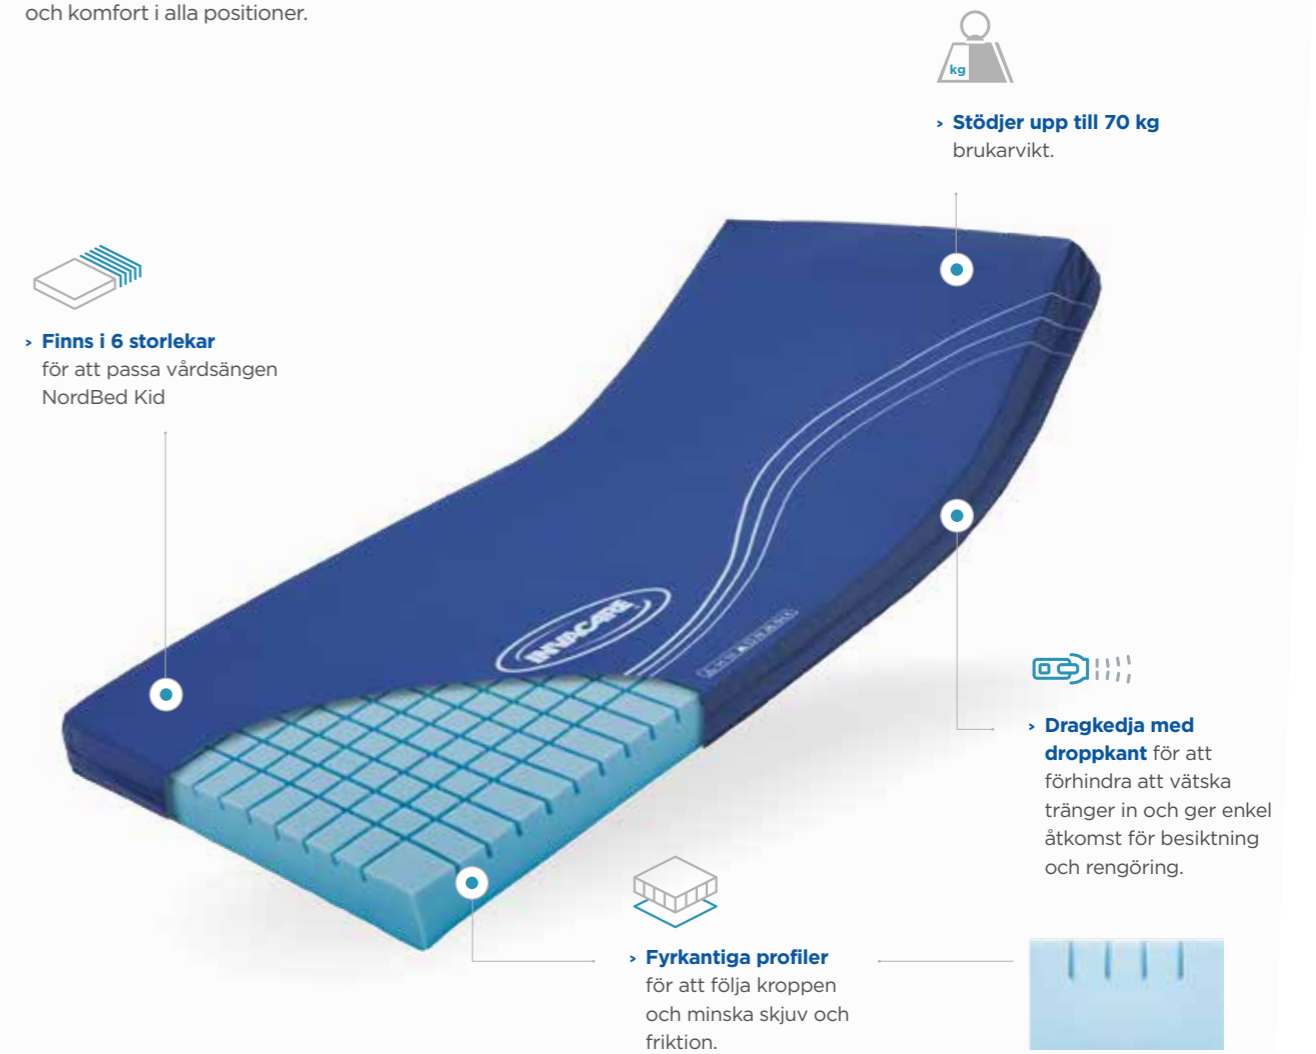 och komfort i alla positioner.
kg
> Stödjer upp till 70 kg
brukarvikt.
> Finns i 6 storlekar
för att passa vårdsängen
NordBed Kid
INVACARE
> Dragkedja med
droppkant för att
förhindra att vätska
tränger in och ger enkel
åtkomst för besiktning
och rengöring.
> Fyrkantiga profiler
för att följa kroppen
och minska skjuv och
friktion.